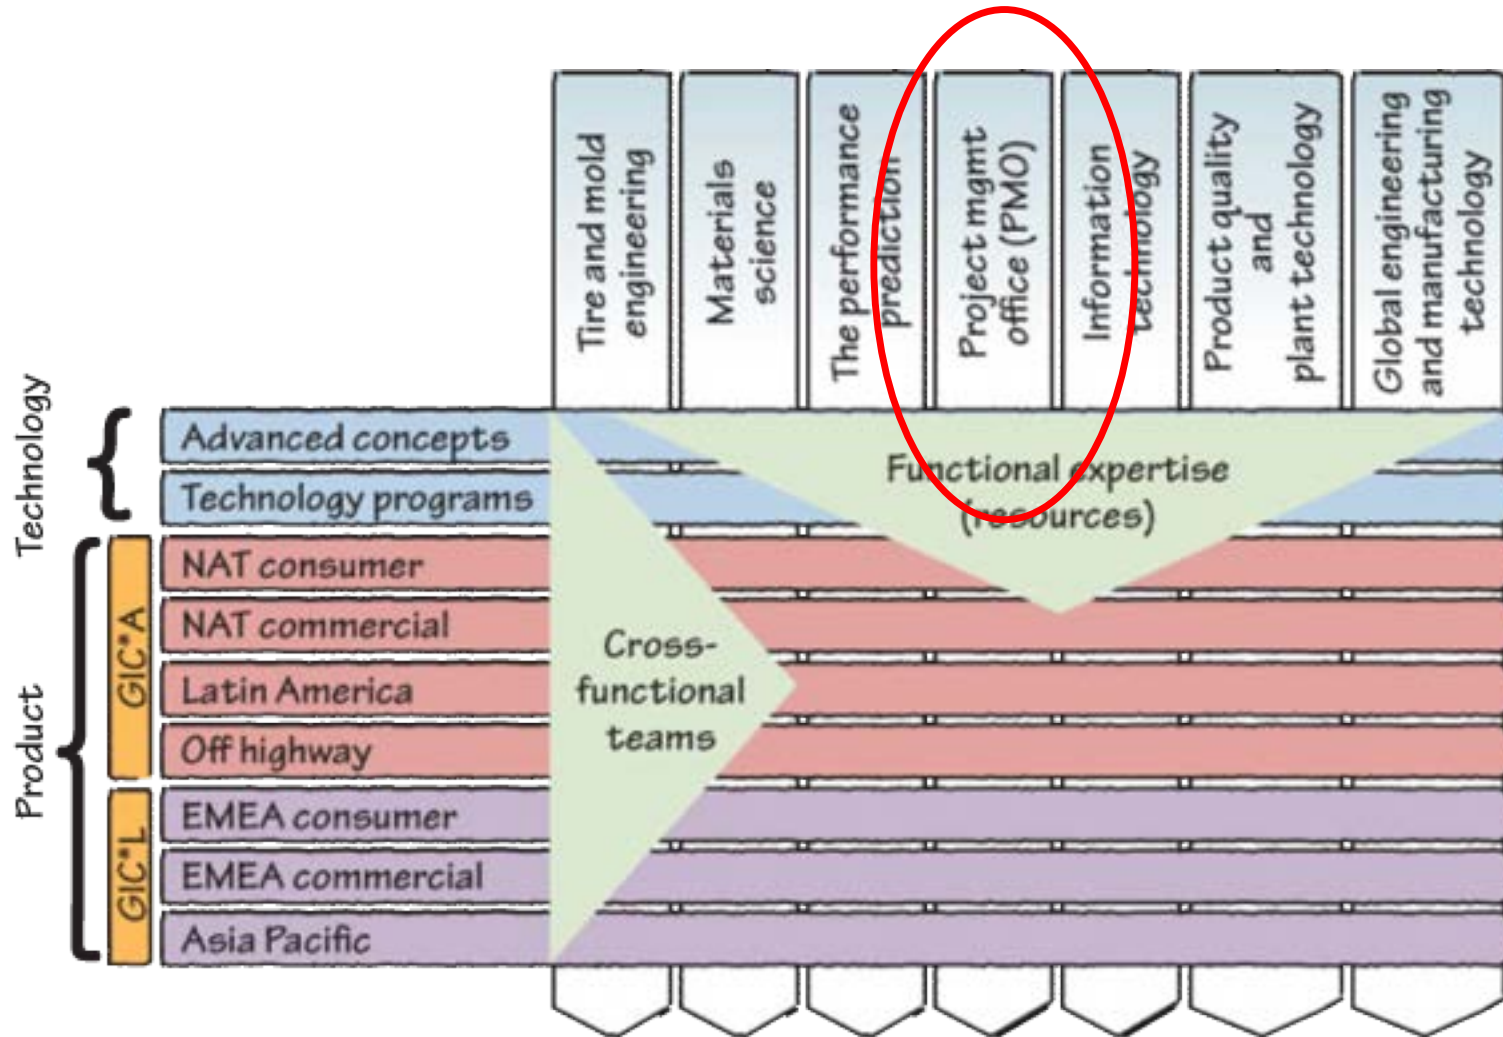 Tire and mold
engineering
Materials
science
The performance
prediction
Project mgmt
office (PMO)
Information
technology
Product quality
and
plant technology
Global engineering
and manufacturing
technology
Technology
Advanced concepts
Technology programs
Functional expertise
(resources)
Product
GIC*A
NAT consumer
NAT commercial
Latin America
Off highway
Cross-
functional
teams
GIC*L
EMEA consumer
EMEA commercial
Asia Pacific